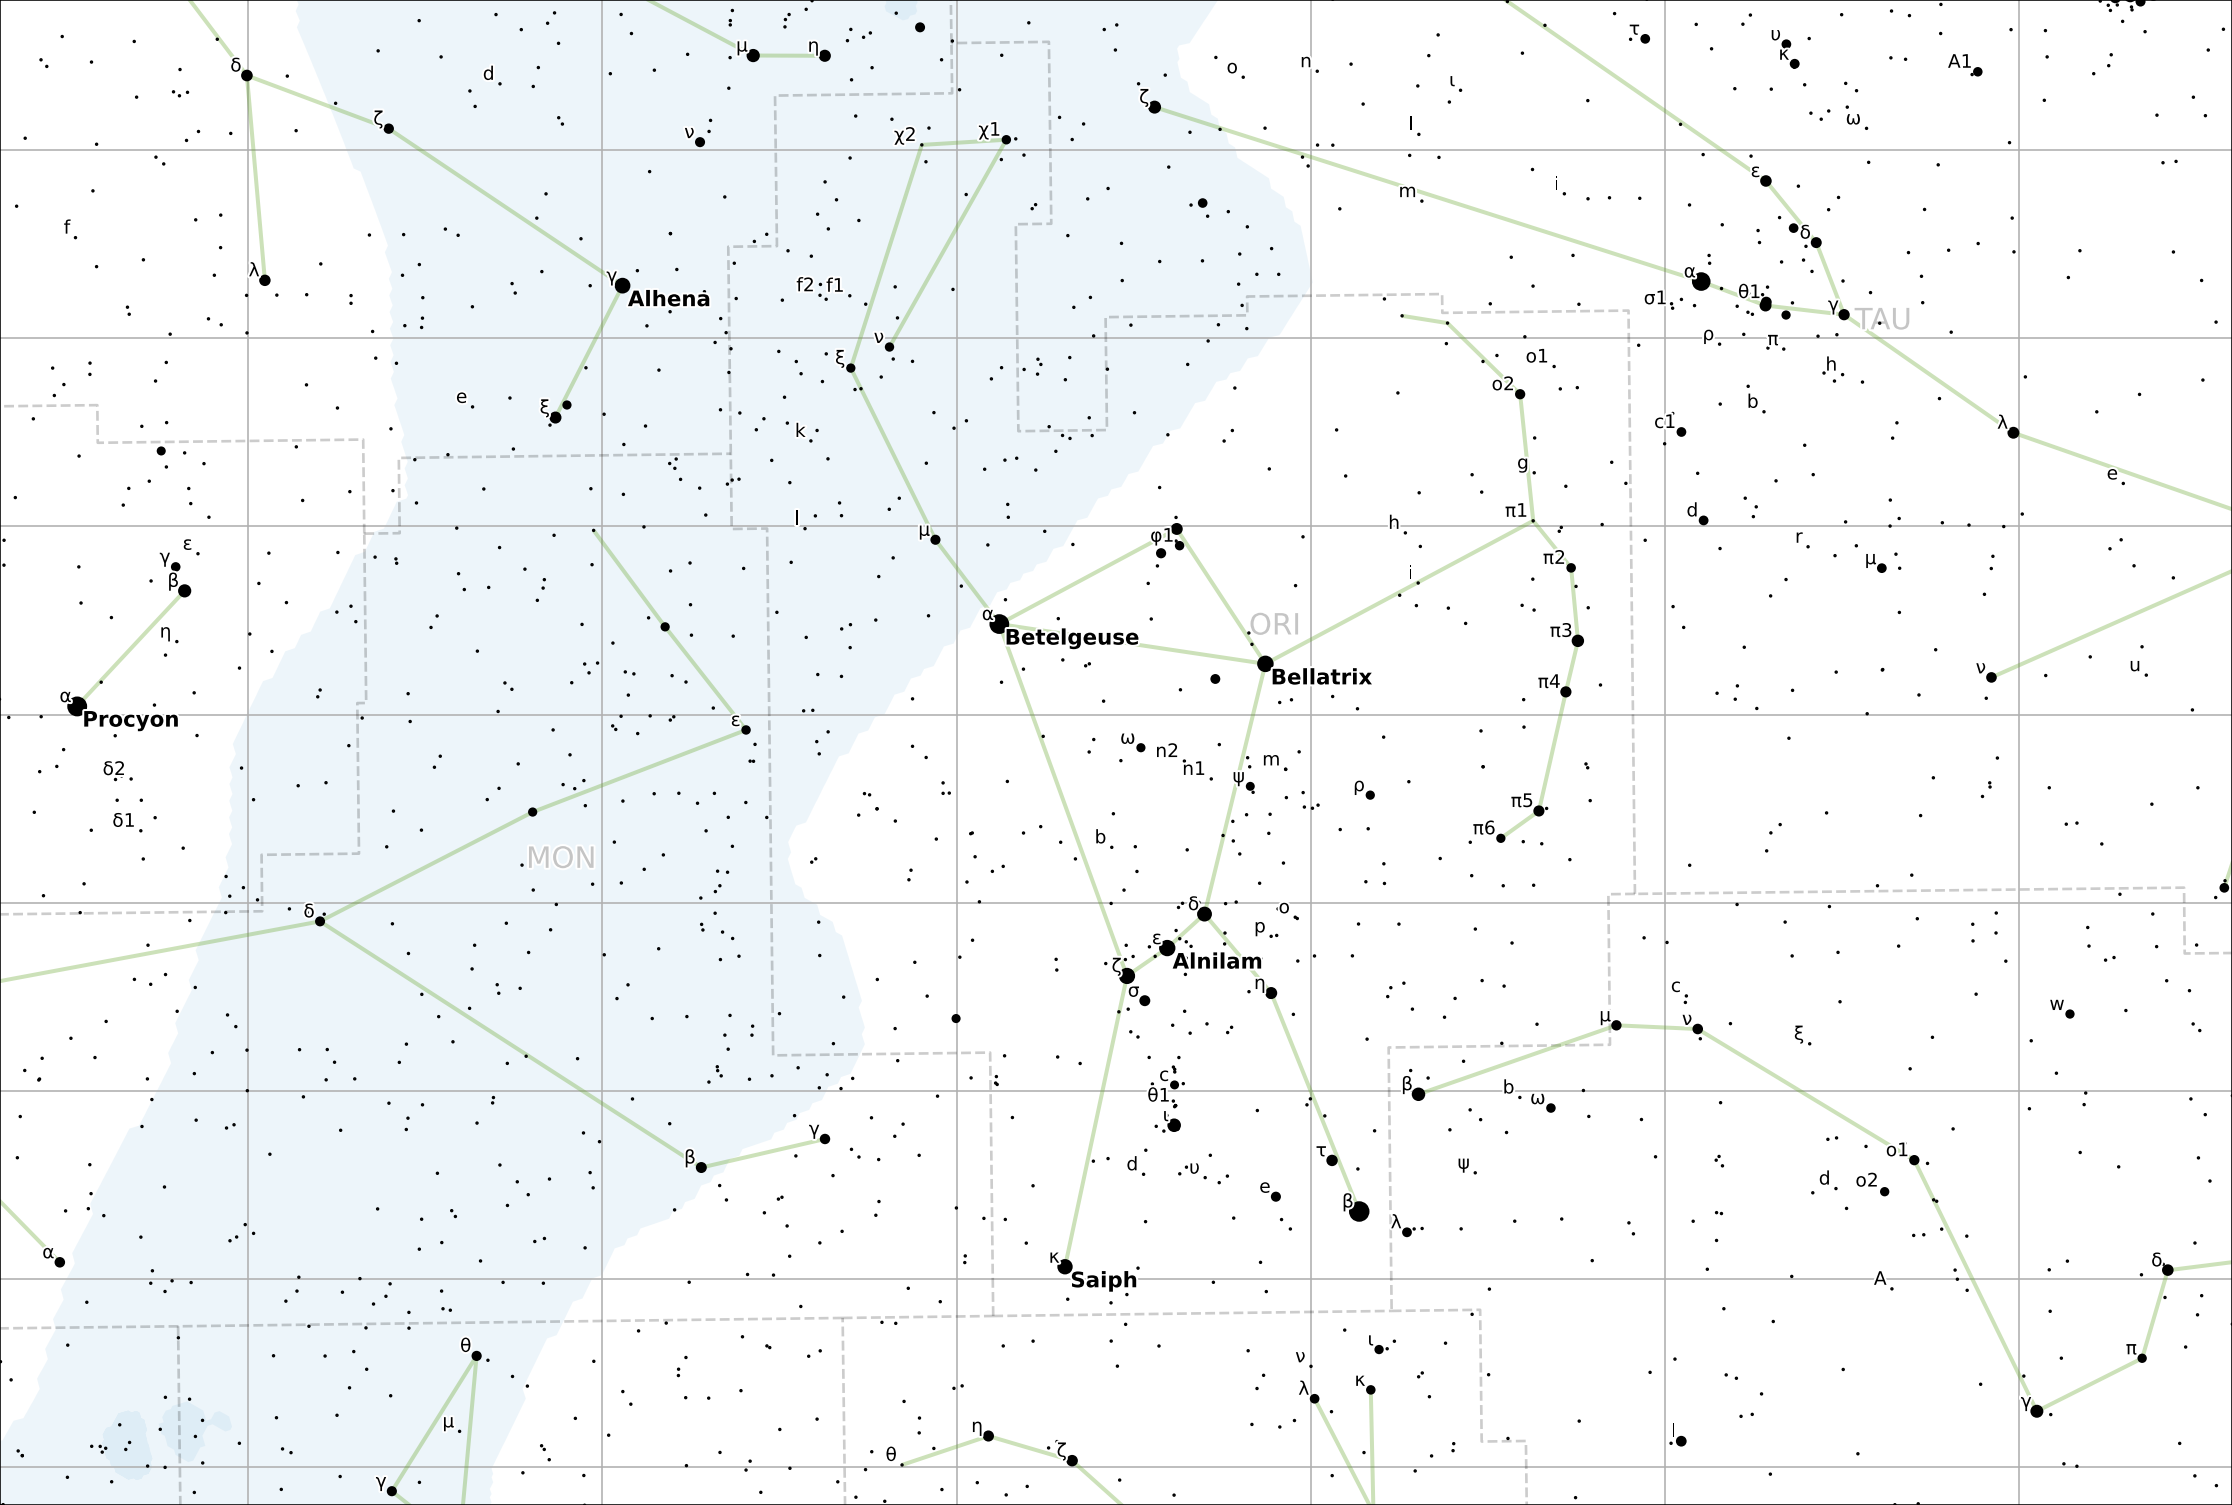 τ
υ
μ
η
κ
A1
δ
n
o
d
ι
ζ
ω
ζ
l
χ2
χ1
ν
ε
i
m
f
δ
λ
α
γ
f2
f1
θ1
σ1
Alhena
γ
TAU
ρ
π
ν
ξ
o1
h
o2
e
ξ
b
c1
λ
k
g
e
π1
d
l
h
μ
φ1
r
ε
γ
π2
μ
β
i
α
ORI
η
π3
Betelgeuse
u
ν
Bellatrix
π4
α
Procyon
ε
ω
n2
m
δ2
n1
ψ
ρ
π5
δ1
π6
b
MON
δ
δ
o
p
ε
Alnilam
ζ
η
c
σ
w
μ
ν
ξ
c
β
b
θ1
ω
ι
γ
τ
o1
β
d
υ
ψ
d
o2
e
β
λ
α
κ
δ
Saiph
A
θ
ι
π
ν
κ
λ
γ
μ
η
l
ζ
θ
γ